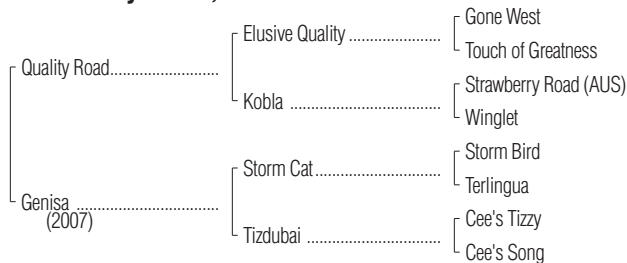 Gone West
Elusive Quality ......................
Touch of Greatness
Quality Road..........................
Strawberry Road (AUS)
Kobla ....................................
Winglet
Storm Bird
Storm Cat..............................
Terlingua
Genisa ..................................
(2007)
Cee's Tizzy
Tizdubai ................................
Cee's Song